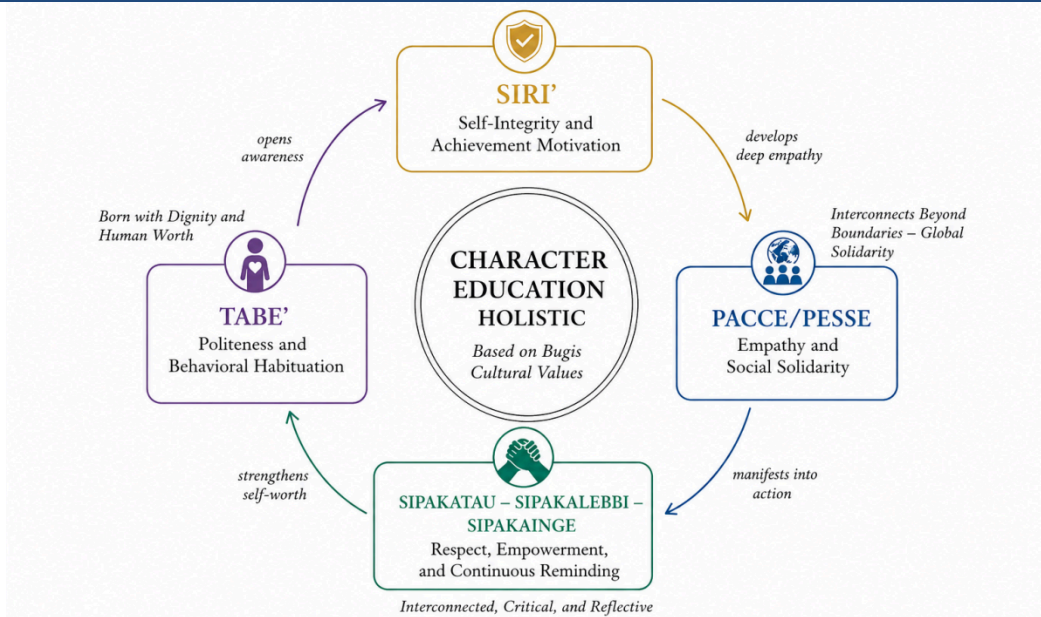 SIRI’
Self-Integrity and
Achievement Motivation
opens
awareness
develops
deep empathy
Born with Dignity and
Human Worth
Interconnects Beyond
Boundaries – Global
Solidarity
TABE’
Politeness and
Behavioral Habituation
CHARACTER
EDUCATION
HOLISTIC
Based on Bugis
Cultural Values
PACCE/PESSE
Empathy and
Social Solidarity
strengthens
self-worth
manifests into
action
SIPAKATAU – SIPAKALEBBI –
SIPAKAINGE
Respect, Empowerment,
and Continuous Reminding
Interconnected, Critical, and Reflective